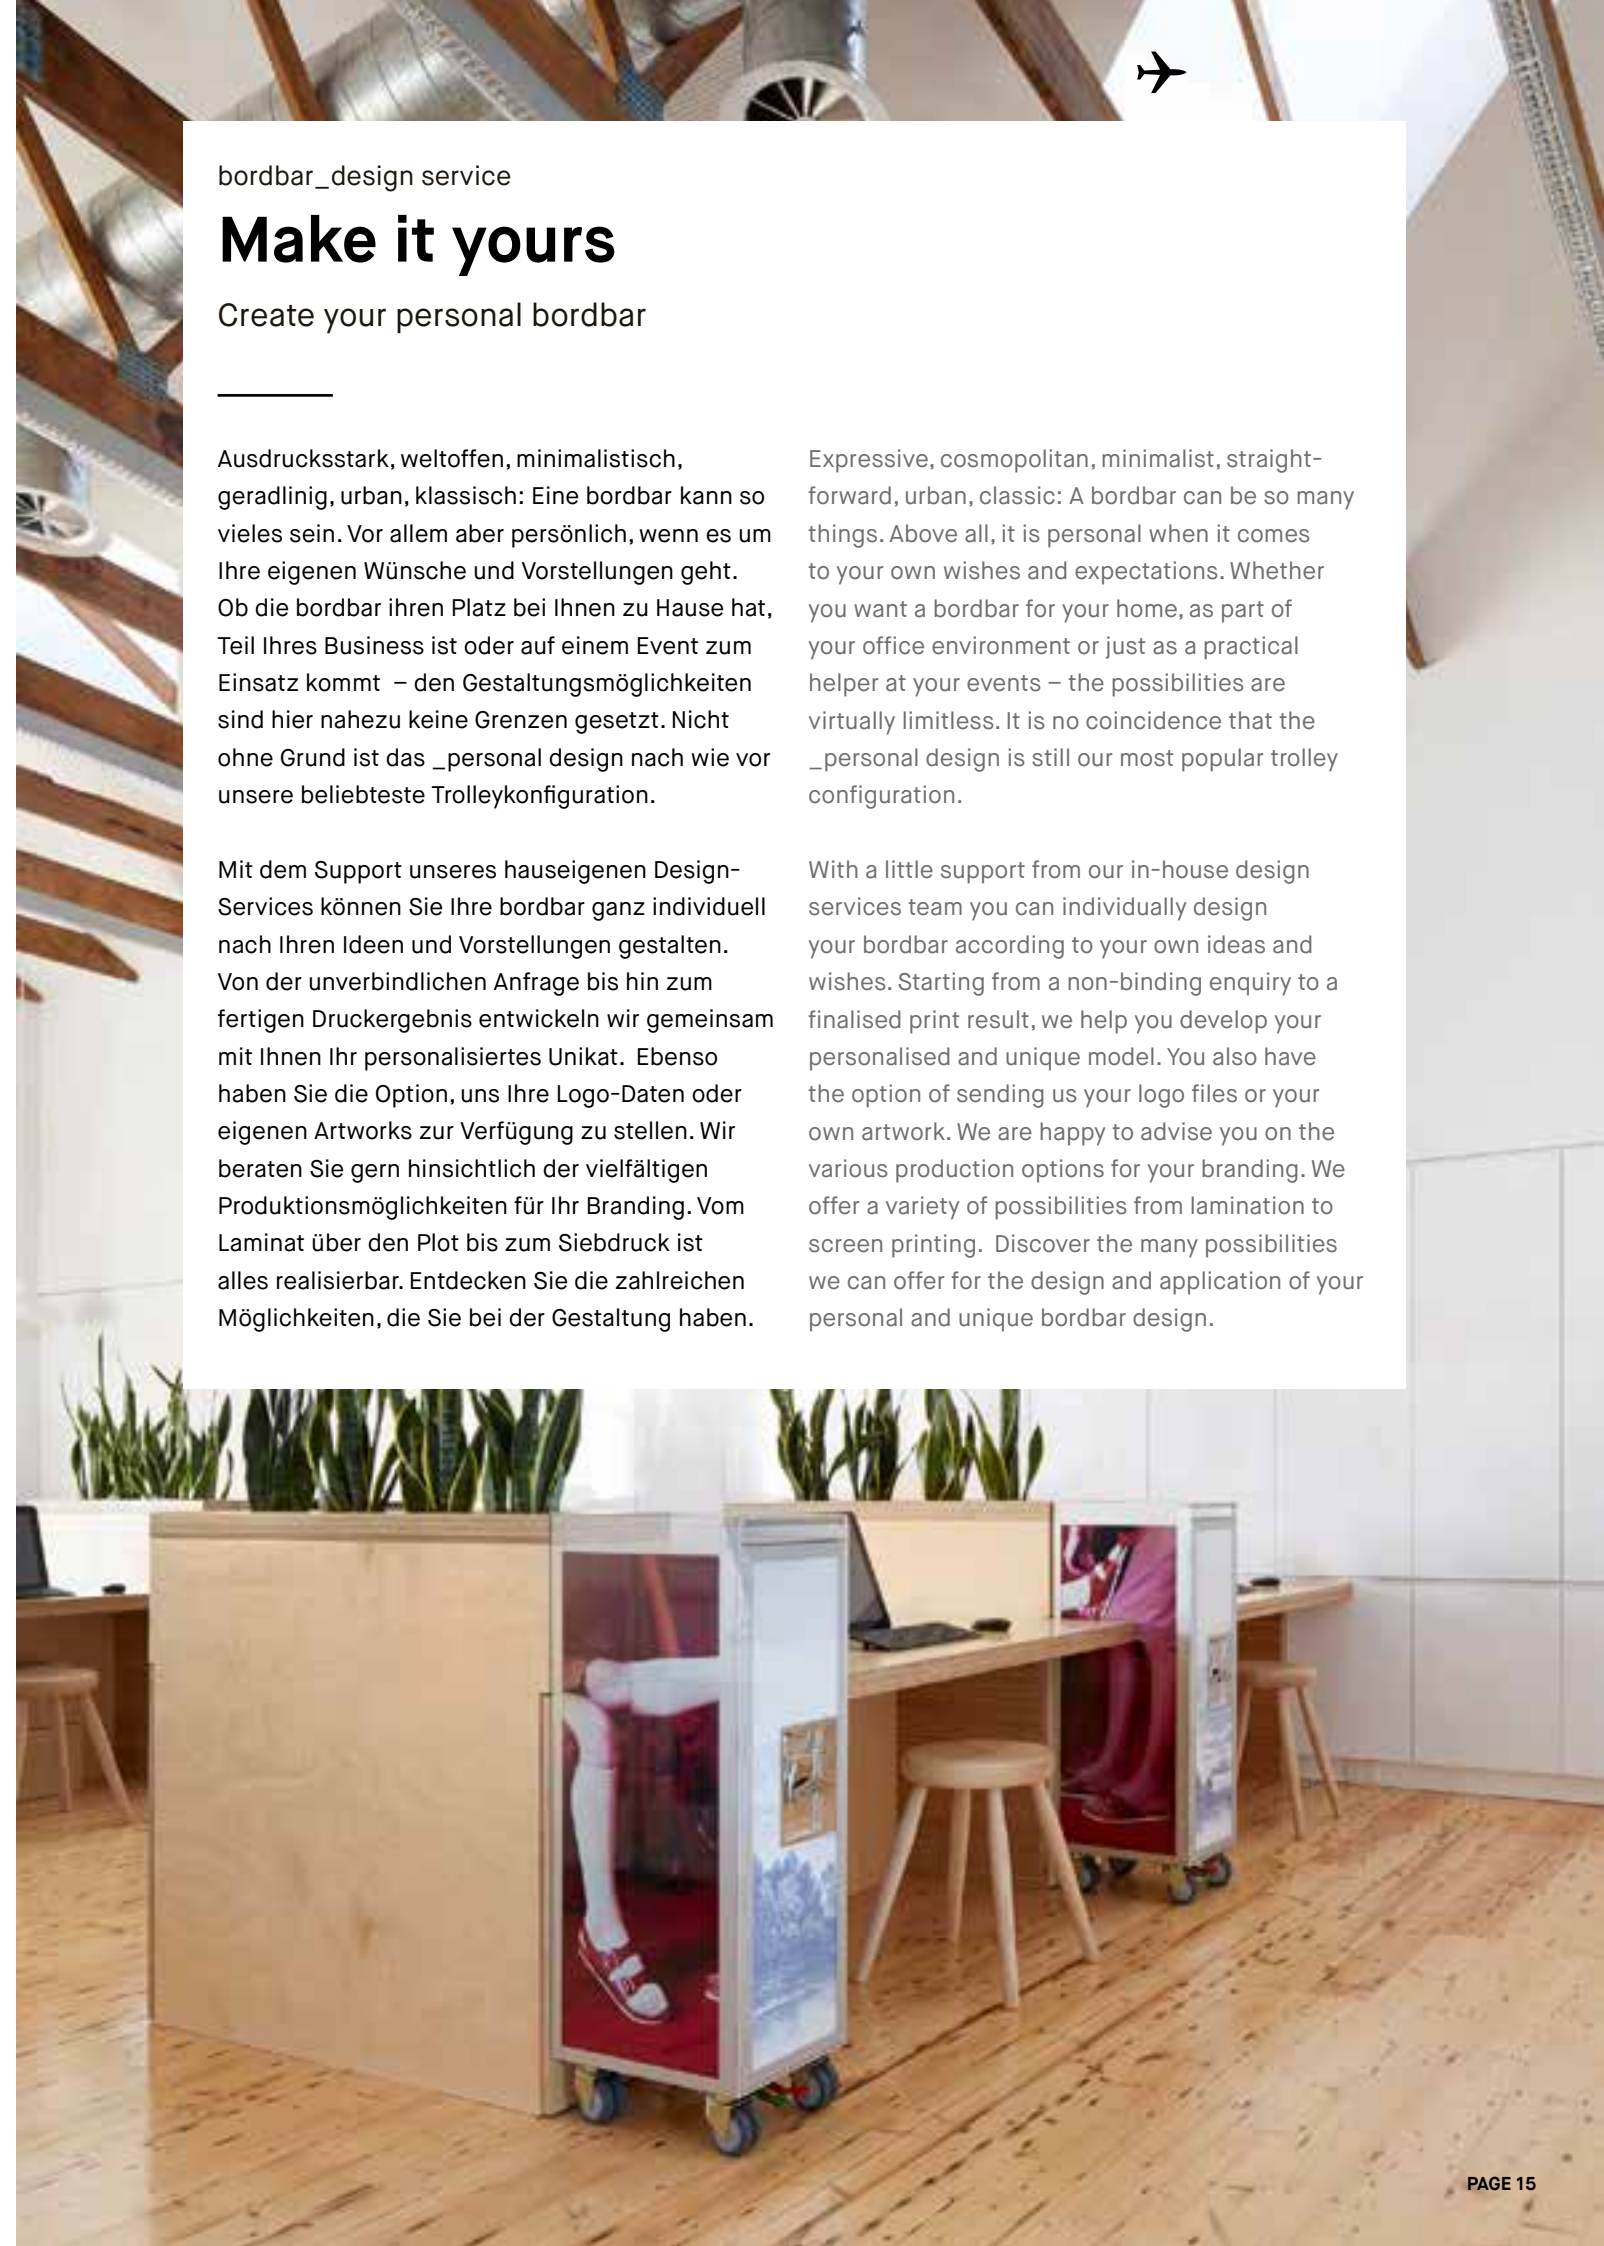 bordbar_design service
Make it yours
Create your personal bordbar
Ausdrucksstark, weltoffen, minimalistisch,
geradlinig, urban, klassisch: Eine bordbar kann so
vieles sein. Vor allem aber persönlich, wenn es um
Ihre eigenen Wünsche und Vorstellungen geht.
Ob die bordbar ihren Platz bei Ihnen zu Hause hat,
Teil Ihres Business ist oder auf einem Event zum
Einsatz kommt – den Gestaltungsmöglichkeiten
sind hier nahezu keine Grenzen gesetzt. Nicht
ohne Grund ist das _personal design nach wie vor
unsere beliebteste Trolleykonfiguration.
Mit dem Support unseres hauseigenen Design-
Services können Sie Ihre bordbar ganz individuell
nach Ihren Ideen und Vorstellungen gestalten.
Von der unverbindlichen Anfrage bis hin zum
fertigen Druckergebnis entwickeln wir gemeinsam
mit Ihnen Ihr personalisiertes Unikat. Ebenso
haben Sie die Option, uns Ihre Logo-Daten oder
eigenen Artworks zur Verfügung zu stellen. Wir
beraten Sie gern hinsichtlich der vielfältigen
Produktionsmöglichkeiten für Ihr Branding. Vom
Laminat über den Plot bis zum Siebdruck ist
alles realisierbar. Entdecken Sie die zahlreichen
Möglichkeiten, die Sie bei der Gestaltung haben.
Expressive, cosmopolitan, minimalist, straight-
forward, urban, classic: A bordbar can be so many
things. Above all, it is personal when it comes
to your own wishes and expectations. Whether
you want a bordbar for your home, as part of
your office environment or just as a practical
helper at your events – the possibilities are
virtually limitless. It is no coincidence that the
_personal design is still our most popular trolley
configuration.
With a little support from our in-house design
services team you can individually design
your bordbar according to your own ideas and
wishes. Starting from a non-binding enquiry to a
finalised print result, we help you develop your
personalised and unique model. You also have
the option of sending us your logo files or your
own artwork. We are happy to advise you on the
various production options for your branding. We
offer a variety of possibilities from lamination to
screen printing. Discover the many possibilities
we can offer for the design and application of your
personal and unique bordbar design.
PAGE 15